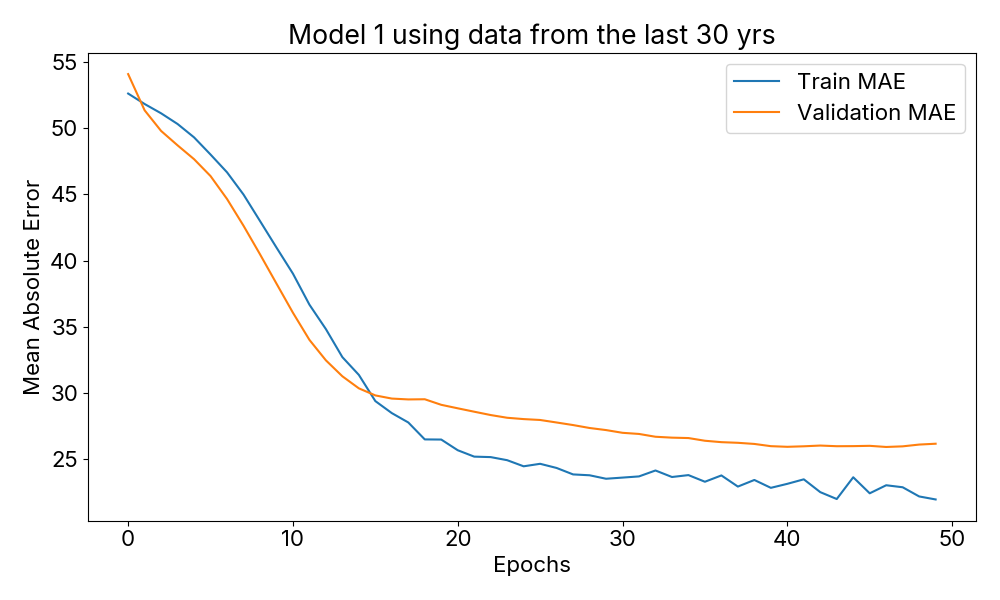 Model 1 using data from the last 30 yrs
55
50
45
40
35
30
25
Mean Absolute Error
Train MAE
Validation MAE
0 10 20 30 40 50
Epochs